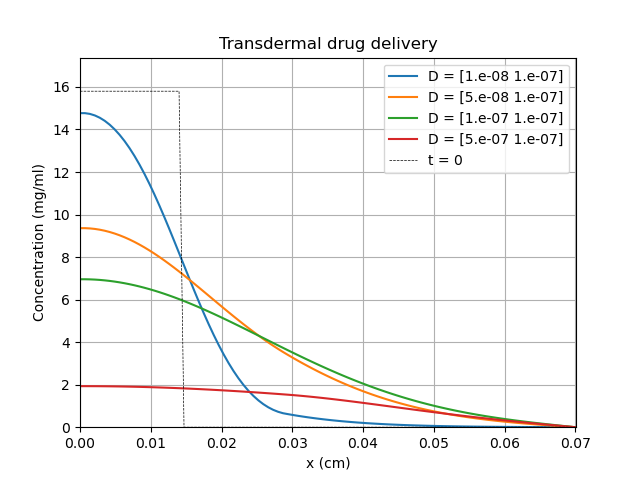 Transdermal drug delivery
D = [1.e-08 1.e-07]
D = [5.e-08 1.e-07]
D = [1.e-07 1.e-07]
D = [5.e-07 1.e-07]
t = 0
Concentration (mg/ml)
16
14
12
10
8
6
4
2
0
0.00 0.01 0.02 0.03 0.04 0.05 0.06 0.07
x (cm)